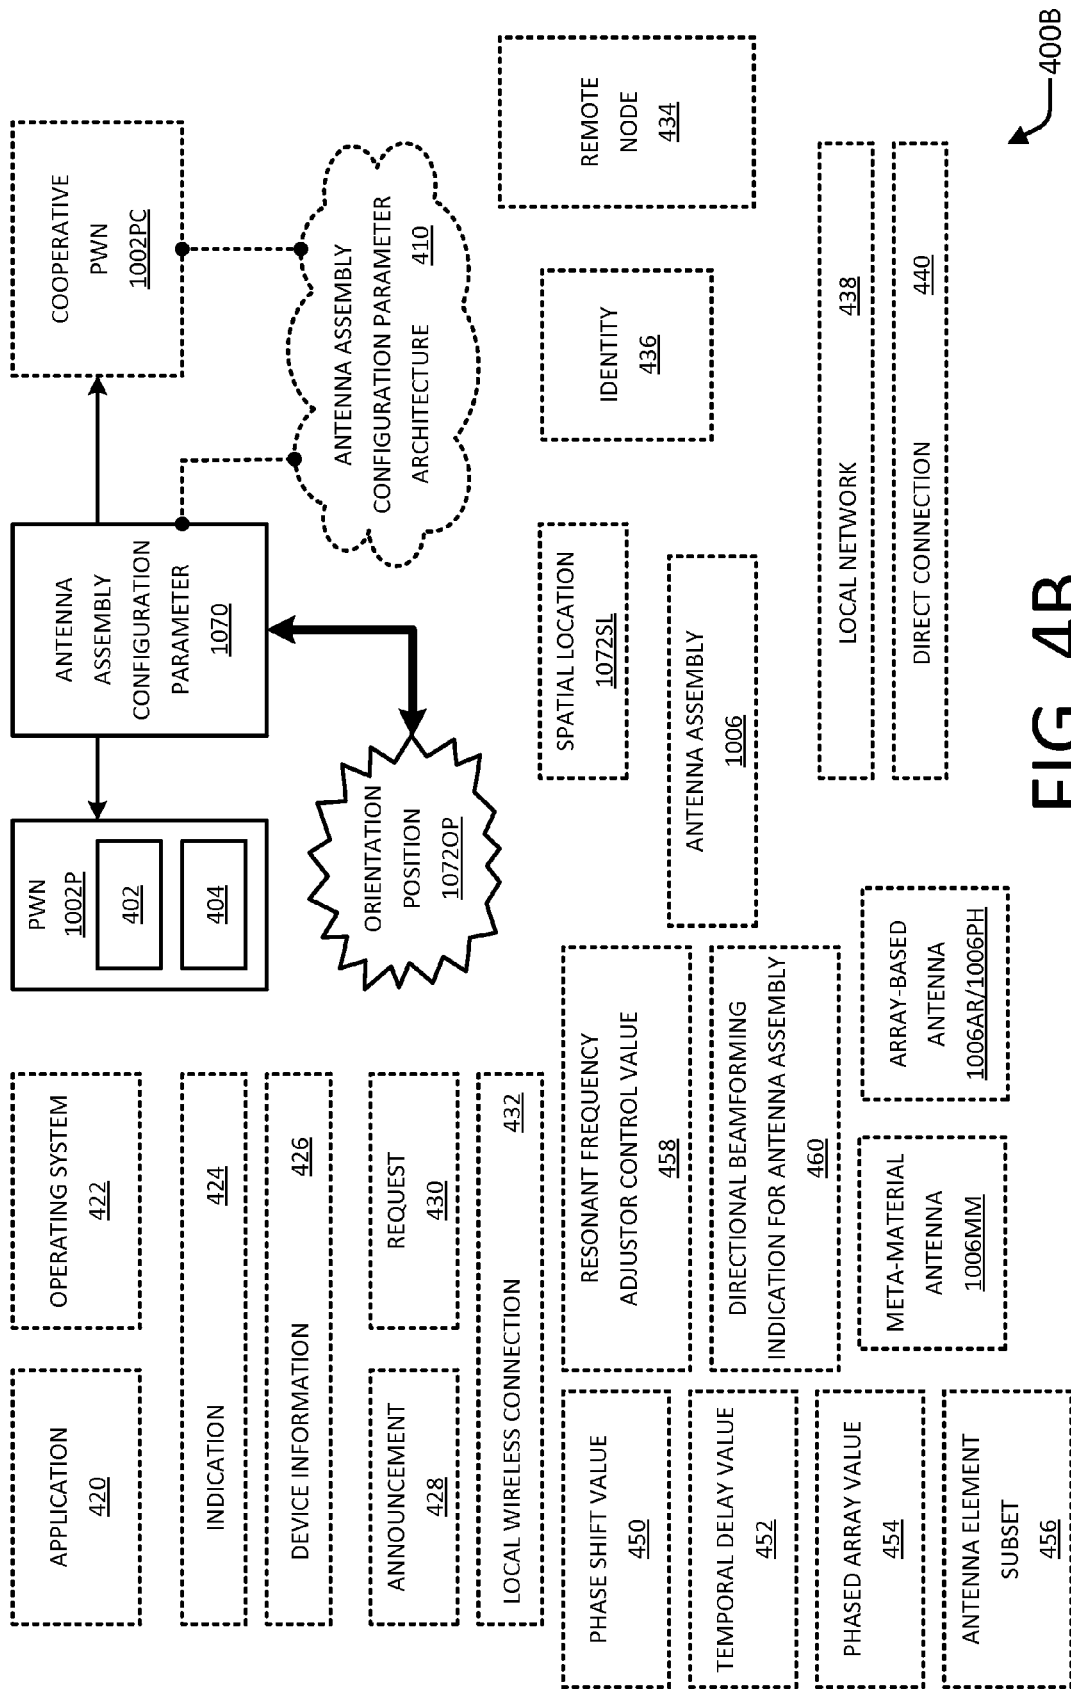 APPLICATION
420
OPERATING SYSTEM
422
PWN
1002P
402
404
ANTENNA
ASSEMBLY
CONFIGURATION
PARAMETER
1070
COOPERATIVE
PWN
1002PC
INDICATION
424
DEVICE INFORMATION
426
ANNOUNCEMENT
428
REQUEST
430
LOCAL WIRELESS CONNECTION
432
ORIENTATION
POSITION
1072OP
ANTENNA ASSEMBLY
CONFIGURATION PARAMETER
ARCHITECTURE
410
PHASE SHIFT VALUE
450
TEMPORAL DELAY VALUE
452
PHASED ARRAY VALUE
454
ANTENNA ELEMENT
SUBSET
456
RESONANT FREQUENCY
ADJUSTOR CONTROL VALUE
458
DIRECTIONAL BEAMFORMING
INDICATION FOR ANTENNA ASSEMBLY
460
META-MATERIAL
ANTENNA
1006MM
ARRAY-BASED
ANTENNA
1006AR/1006PH
SPATIAL LOCATION
1072SL
ANTENNA ASSEMBLY
1006
IDENTITY
436
REMOTE
NODE
434
LOCAL NETWORK
438
DIRECT CONNECTION
440
400B
FIG. 4B